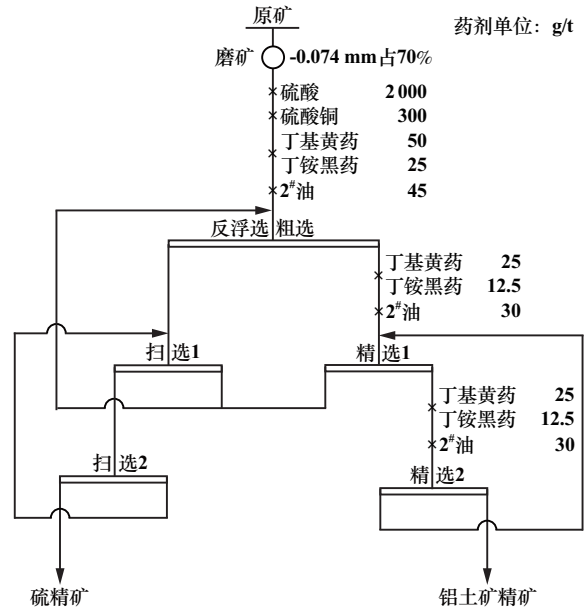 原矿
药剂单位：g/t
磨矿 -0.074 mm占70%
硫酸 2 000
硫酸铜 300
丁基黄药 50
丁铵黑药 25
2#油 45
反浮选 粗选
丁基黄药 25
丁铵黑药 12.5
2#油 30
扫选1 精选1
丁基黄药 25
丁铵黑药 12.5
2#油 30
扫选2 精选2
硫精矿 铝土矿精矿